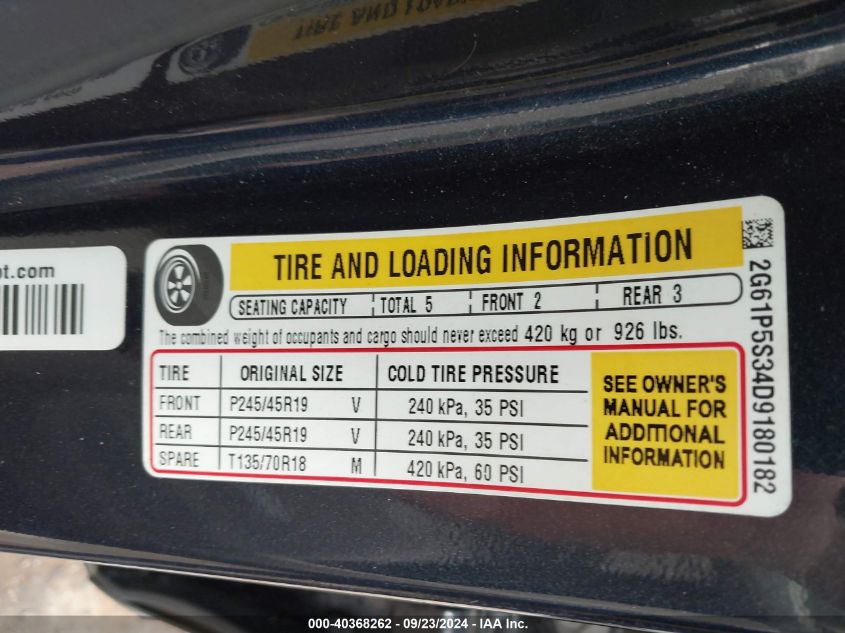 TIRE AND LOADING INFORMATION
SEATING CAPACITY TOTAL 5 FRONT 2 REAR 3
The combined weight of occupants and cargo should never exceed 420 kg or 926 lbs.
TIRE ORIGINAL SIZE COLD TIRE PRESSURE
FRONT P245/45R19 V 240 kPa, 35 PSI
REAR P245/45R19 V 240 kPa, 35 PSI
SPARE T135/70R18 M 420 kPa, 60 PSI
SEE OWNER'S
MANUAL FOR
ADDITIONAL
INFORMATION
2G61P5S34D9180182
pt.com
000-40368262 - 09/23/2024 - IAA, Inc.